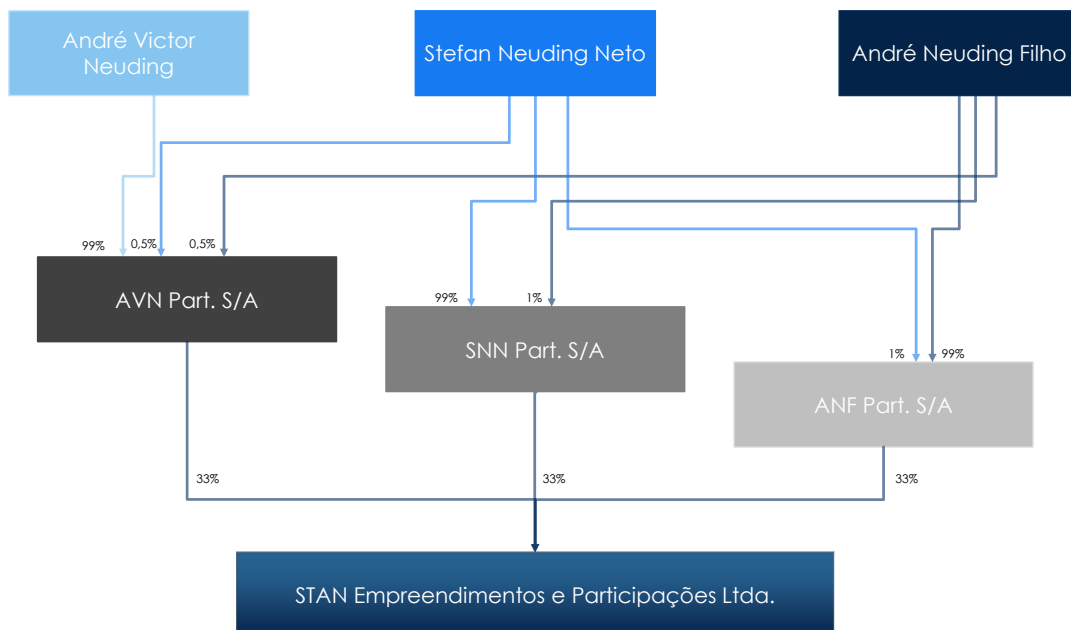 André Victor
Neuding
Stefan Neuding Neto
André Neuding Filho
99%
0,5%
0,5%
AVN Part. S/A
99%
1%
SNN Part. S/A
1%
99%
ANF Part. S/A
33%
33%
33%
STAN Empreendimentos e Participações Ltda.